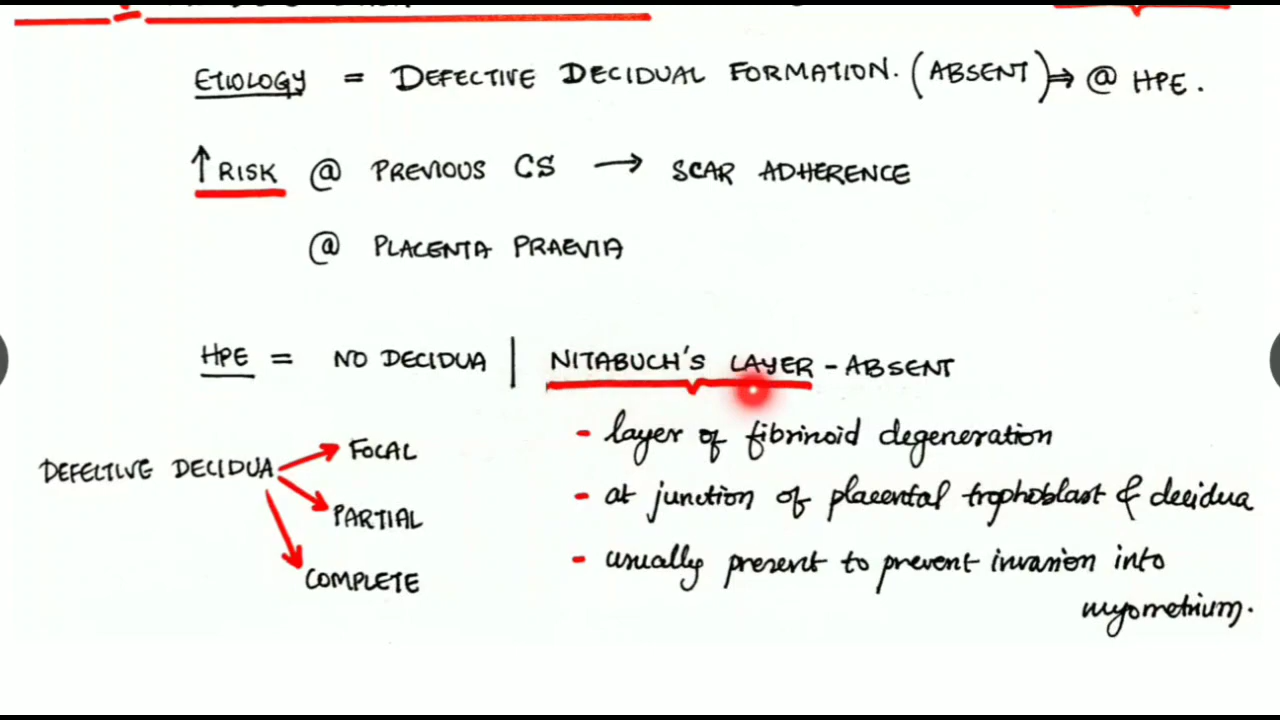 ETIOLOGY = DEFECTIVE DECIDUAL FORMATION. (ABSENT) ⇒ @ HPE.
↑ RISK @ PREVIOUS CS → SCAR ADHERENCE
@ PLACENTA PRAEVIA
HPE = NO DECIDUA | NITABUCH'S LAYER - ABSENT
- layer of fibrinoid degeneration
- at junction of placental trophoblast & decidua
- usually present to prevent invasion into
myometrium.
DEFECTIVE DECIDUA
FOCAL
PARTIAL
COMPLETE